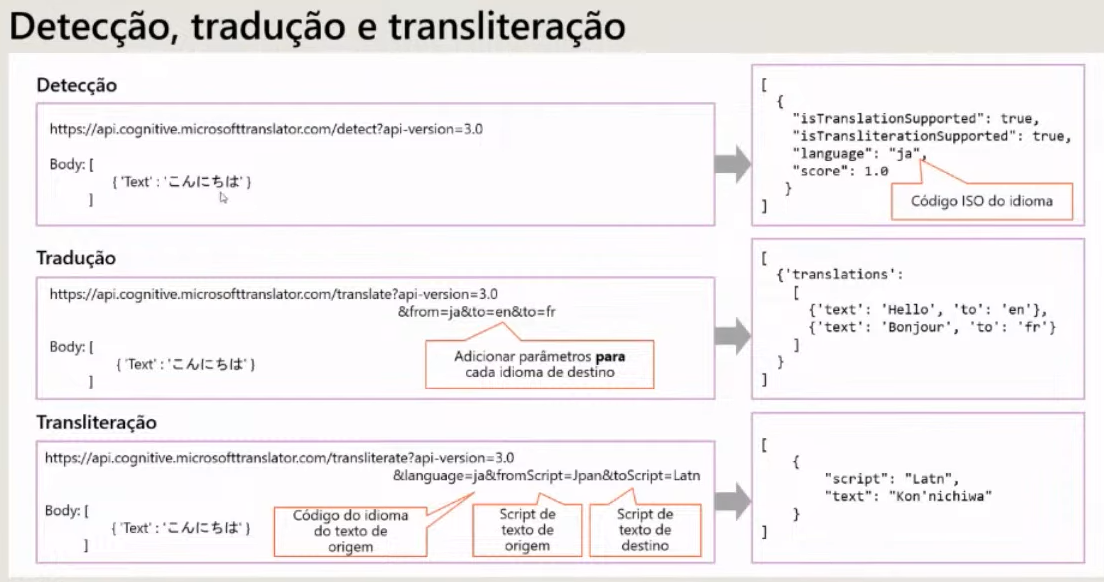 Detecção, tradução e transliteração
Detecção
https://api.cognitive.microsofttranslator.com/detect?api-version=3.0
Body: [
{ 'Text' : 'こんにちは' }
]
[
{
"isTranslationSupported": true,
"isTransliterationSupported": true,
"language": "ja",
"score": 1.0
}
]
Código ISO do idioma
Tradução
https://api.cognitive.microsofttranslator.com/translate?api-version=3.0
&from=ja&to=en&to=fr
Adicionar parâmetros para
cada idioma de destino
Body: [
{ 'Text' : 'こんにちは' }
]
[
{'translations':
[
{'text': 'Hello', 'to': 'en'},
{'text': 'Bonjour', 'to': 'fr'}
]
}
]
Transliteração
https://api.cognitive.microsofttranslator.com/transliterate?api-version=3.0
&language=ja&fromScript=Jpan&toScript=Latn
Body: [
{ 'Text' : 'こんにちは' }
]
Código do idioma
do texto de
origem
Script de
texto de
origem
Script de
texto de
destino
[
{
"script": "Latn",
"text": "Kon'nichiwa"
}
]